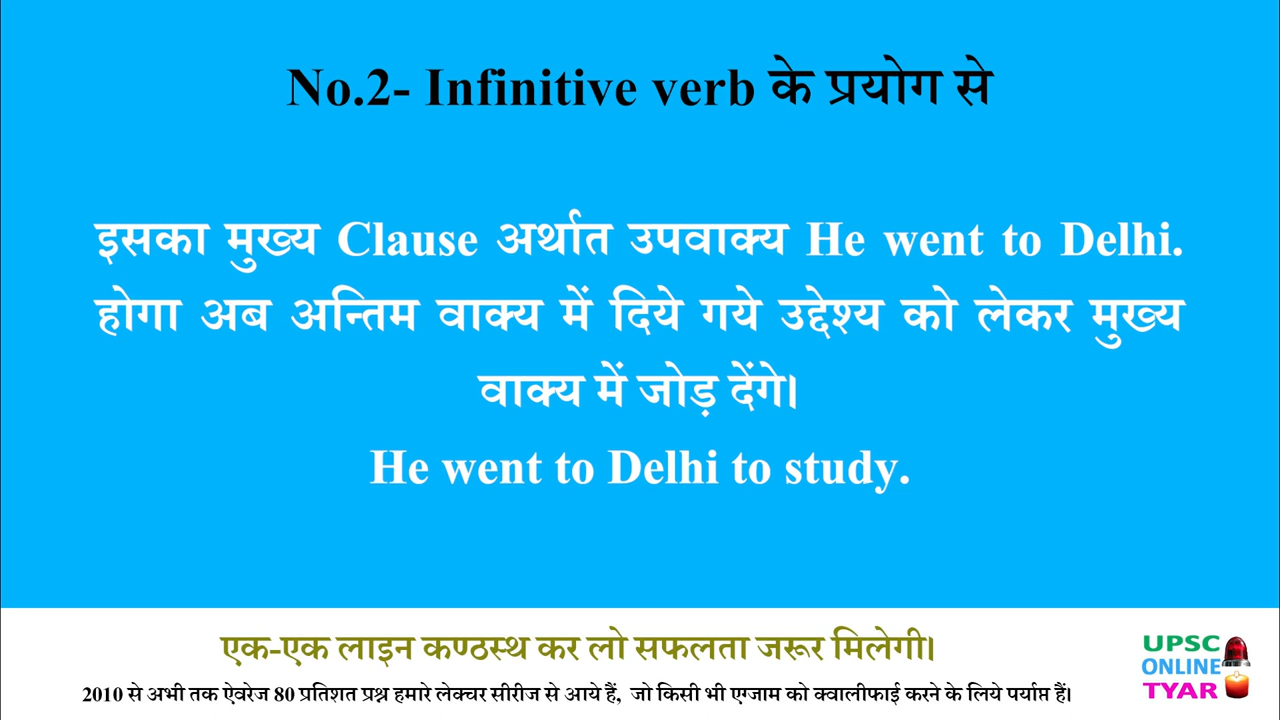 No.2- Infinitive verb के प्रयोग से
इसका मुख्य Clause अर्थात उपवाक्य He went to Delhi.
होगा अब अन्तिम वाक्य में दिये गये उद्देश्य को लेकर मुख्य
वाक्य में जोड़ देंगे।
He went to Delhi to study.
एक-एक लाइन कण्ठस्थ कर लो सफलता जरूर मिलेगी।
2010 से अभी तक ऐवरेज 80 प्रतिशत प्रश्न हमारे लेक्चर सीरीज से आये हैं, जो किसी भी एग्जाम को क्वालीफाई करने के लिये पर्याप्त हैं।
UPSC
ONLINE
TYAR